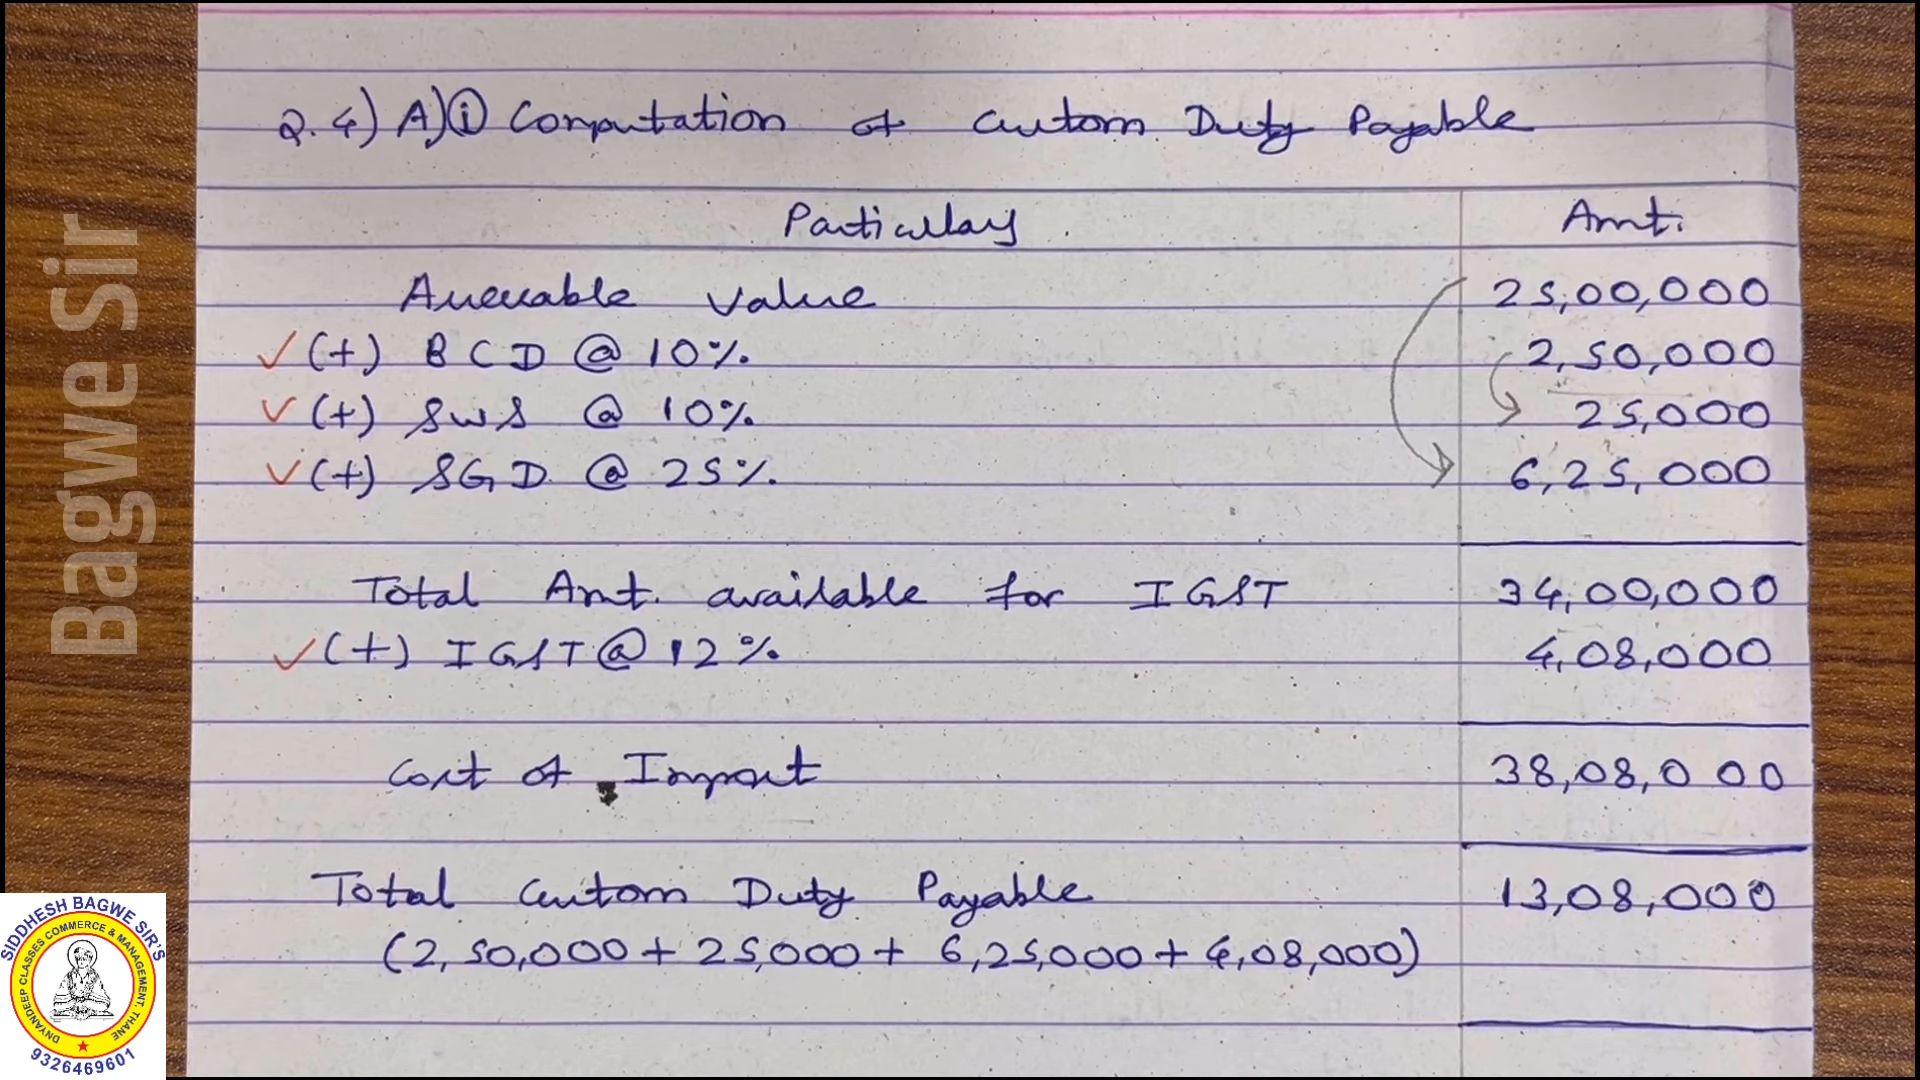 Q.4) A)(i) Computation of Custom Duty Payable
Particulars Amt.
Assessable Value 25,00,000
✓(+) BCD @ 10% 2,50,000
✓(+) SWS @ 10% 25,000
✓(+) SGD @ 25% 6,25,000
Total Amt. available for IGST 34,00,000
✓(+) IGST @ 12% 4,08,000
Cost of Import 38,08,000
Total Custom Duty Payable 13,08,000
(2,50,000 + 25,000 + 6,25,000 + 4,08,000)
Bagwe Sir
SIDDHESH BAGWE SIR'S
DNYANDEEP CLASSES COMMERCE & MANAGEMENT, THANE
9326469601